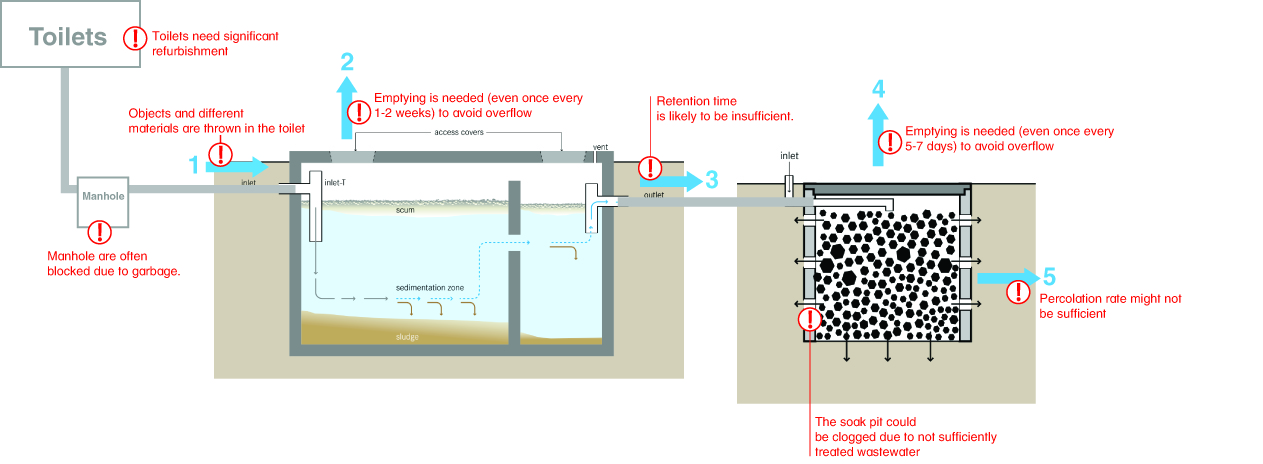 Toilets
Toilets need significant
refurbishment
Objects and different
materials are thrown in the toilet
1
inlet
Manhole
Manhole are often
blocked due to garbage.
2
Emptying is needed (even once every
1-2 weeks) to avoid overflow
access covers
vent
inlet-T
scum
sedimentation zone
sludge
Retention time
is likely to be insufficient.
3
outlet
inlet
4
Emptying is needed (even once every
5-7 days) to avoid overflow
5
Percolation rate might not
be sufficient
The soak pit could
be clogged due to not sufficiently
treated wastewater